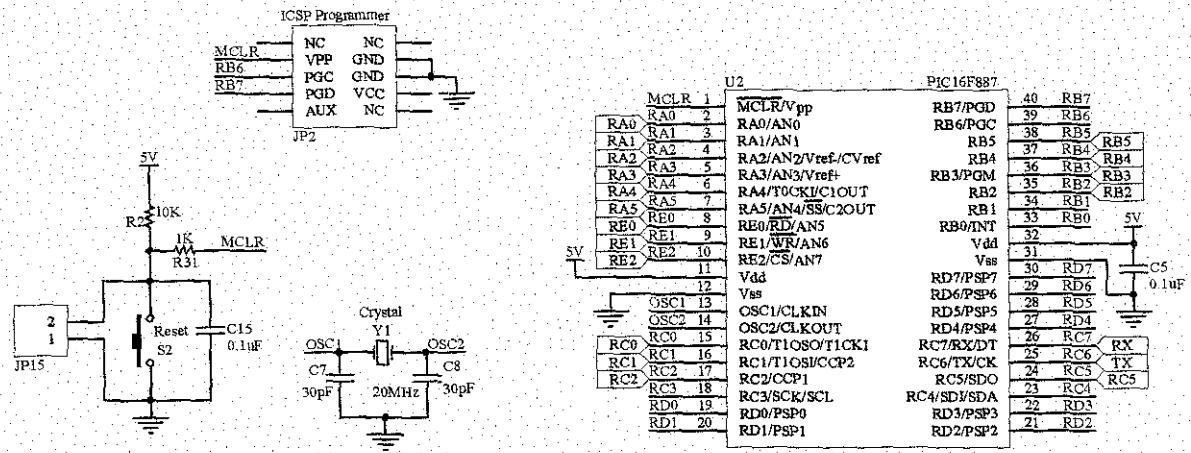 ICSP Programmer
NC NC
MCLR VPP GND
RB6 PGC GND
RB7 PGD VCC
AUX NC
JP2
5V
10K
R2
1K
MCLR
R31
2
1
JP15
Reset
S2
C15
0.1uF
Crystal
Y1
OSC1 OSC2
C7 C8
30pF 20MHz 30pF
U2 PIC16F887
MCLR 1 MCLR/Vpp RB7/PGD 40 RB7
RA0 RA0 2 RA0/AN0 RB6/PGC 39 RB6
RA1 RA1 3 RA1/AN1 RB5 38 RB5 RB5
RA2 RA2 4 RA2/AN2/Vref-/CVref RB4 37 RB4 RB4
RA3 RA3 5 RA3/AN3/Vref+ RB3/PGM 36 RB3 RB3
RA4 RA4 6 RA4/T0CKI/C1OUT RB2 35 RB2 RB2
RA5 RA5 7 RA5/AN4/SS/C2OUT RB1 34 RB1
RE0 RE0 8 RE0/RD/AN5 RB0/INT 33 RB0
RE1 RE1 9 RE1/WR/AN6 Vdd 32 5V
RE2 RE2 10 RE2/CS/AN7 Vss 31
5V 11 Vdd RD7/PSP7 30 RD7
C5
0.1uF
12 Vss RD6/PSP6 29 RD6
OSC1 13 OSC1/CLKIN RD5/PSP5 28 RD5
OSC2 14 OSC2/CLKOUT RD4/PSP4 27 RD4
RC0 RC0 15 RC0/T1OSO/T1CKI RC7/RX/DT 26 RC7 RX
RC1 RC1 16 RC1/T1OSI/CCP2 RC6/TX/CK 25 RC6 TX
RC2 RC2 17 RC2/CCP1 RC5/SDO 24 RC5 RC5
RC3 18 RC3/SCK/SCL RC4/SDI/SDA 23 RC4
RD0 19 RD0/PSP0 RD3/PSP3 22 RD3
RD1 20 RD1/PSP1 RD2/PSP2 21 RD2